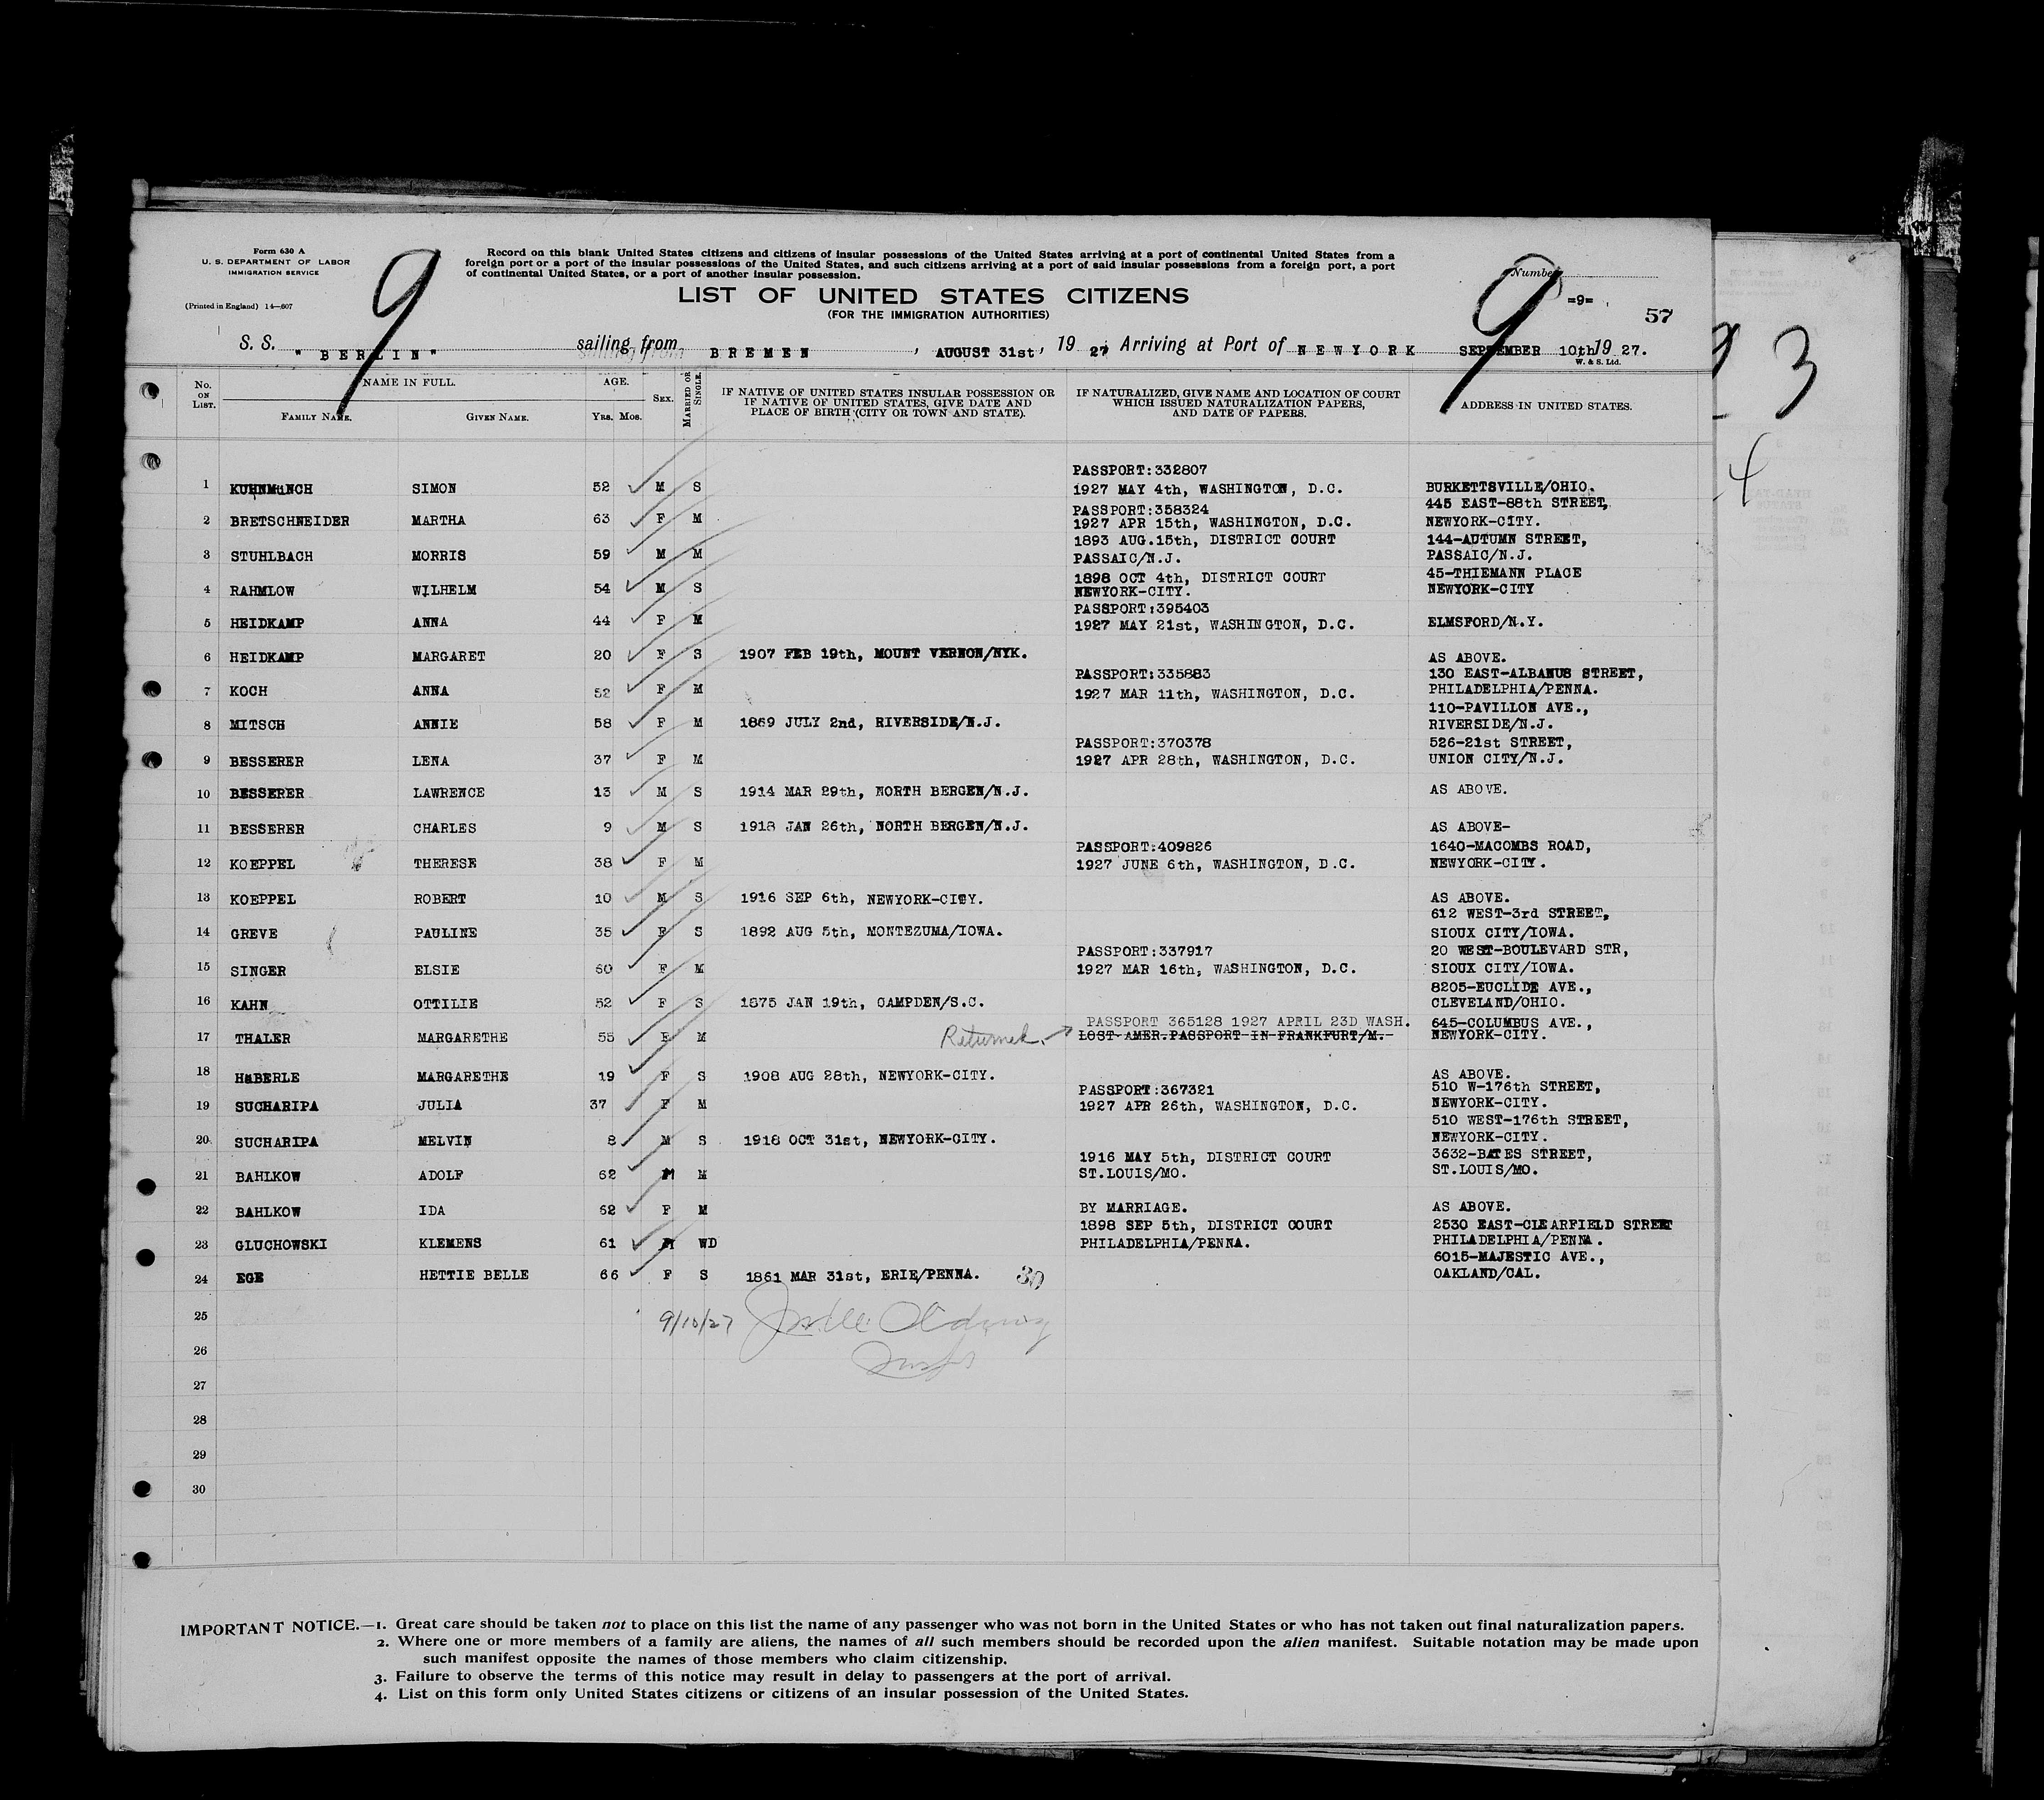 Form 630 A
U. S. DEPARTMENT OF LABOR
IMMIGRATION SERVICE
(Printed in England) 14—607
9
Record on this blank United States citizens and citizens of insular possessions of the United States arriving at a port of continental United States from a
foreign port or a port of the insular possessions of the United States, and such citizens arriving at a port of said insular possessions from a foreign port, a port
of continental United States, or a port of another insular possession.
LIST OF UNITED STATES CITIZENS
(FOR THE IMMIGRATION AUTHORITIES)
Number
=9=
9
57
S. S. "BERLIN" sailing from BREMEN, AUGUST 31st, 1927, Arriving at Port of NEWYORK SEPTEMBER 10th 1927.
W. & S. Ltd.
No. ON LIST. NAME IN FULL. AGE. SEX. MARRIED OR SINGLE. IF NATIVE OF UNITED STATES INSULAR POSSESSION OR IF NATIVE OF UNITED STATES, GIVE DATE AND PLACE OF BIRTH (CITY OR TOWN AND STATE). IF NATURALIZED, GIVE NAME AND LOCATION OF COURT WHICH ISSUED NATURALIZATION PAPERS, AND DATE OF PAPERS. ADDRESS IN UNITED STATES.
FAMILY NAME. GIVEN NAME. YRS. MOS.
PASSPORT:332807
1 KUHNMüNCH SIMON 52 M S 1927 MAY 4th, WASHINGTON, D.C. BURKETTSVILLE/OHIO.
PASSPORT:358324 445 EAST-88th STREET,
2 BRETSCHNEIDER MARTHA 63 F M 1927 APR 15th, WASHINGTON, D.C. NEWYORK-CITY.
1893 AUG.15th, DISTRICT COURT 144-AUTUMN STREET,
3 STUHLBACH MORRIS 59 M M PASSAIC/N.J. PASSAIC/N.J.
1898 OCT 4th, DISTRICT COURT 45-THIEMANN PLACE
4 RAHMLOW WILHELM 54 M S NEWYORK-CITY. NEWYORK-CITY
PASSPORT:395403
5 HEIDKAMP ANNA 44 F M 1927 MAY 21st, WASHINGTON, D.C. ELMSFORD/N.Y.
6 HEIDKAMP MARGARET 20 F S 1907 FEB 19th, MOUNT VERNON/NYK. AS ABOVE.
PASSPORT:335883 130 EAST-ALBANUS STREET,
7 KOCH ANNA 52 F M 1927 MAR 11th, WASHINGTON, D.C. PHILADELPHIA/PENNA.
110-PAVILLON AVE.,
8 MITSCH ANNIE 58 F M 1869 JULY 2nd, RIVERSIDE/N.J. RIVERSIDE/N.J.
PASSPORT:370378 526-21st STREET,
9 BESSERER LENA 37 F M 1927 APR 28th, WASHINGTON, D.C. UNION CITY/N.J.
10 BESSERER LAWRENCE 13 M S 1914 MAR 29th, NORTH BERGEN/N.J. AS ABOVE.
11 BESSERER CHARLES 9 M S 1918 JAN 26th, NORTH BERGEN/N.J. AS ABOVE-
PASSPORT:409826 1640-MACOMBS ROAD,
12 KOEPPEL THERESE 38 F M 1927 JUNE 6th, WASHINGTON, D.C. NEWYORK-CITY.
13 KOEPPEL ROBERT 10 M S 1916 SEP 6th, NEWYORK-CITY. AS ABOVE.
612 WEST-3rd STREET,
14 GREVE PAULINE 35 F S 1892 AUG 5th, MONTEZUMA/IOWA. SIOUX CITY/IOWA.
PASSPORT:337917 20 WEST-BOULEVARD STR,
15 SINGER ELSIE 60 F M 1927 MAR 16th, WASHINGTON, D.C. SIOUX CITY/IOWA.
8205-EUCLIDE AVE.,
16 KAHN OTTILIE 52 F S 1875 JAN 19th, CAMPDEN/S.C. CLEVELAND/OHIO.
PASSPORT 365128 1927 APRIL 23D WASH. 645-COLUMBUS AVE.,
17 THALER MARGARETHE 55 F M Returned. LOST AMER.PASSPORT IN FRANKFURT/M.- NEWYORK-CITY.
18 HäBERLE MARGARETHE 19 F S 1908 AUG 28th, NEWYORK-CITY. AS ABOVE.
PASSPORT:367321 510 W-176th STREET,
19 SUCHARIPA JULIA 37 F M 1927 APR 26th, WASHINGTON, D.C. NEWYORK-CITY.
510 WEST-176th STREET,
20 SUCHARIPA MELVIN 8 M S 1918 OCT 31st, NEWYORK-CITY. NEWYORK-CITY.
1916 MAY 5th, DISTRICT COURT 3632-BATES STREET,
21 BAHLKOW ADOLF 62 M M ST.LOUIS/MO. ST.LOUIS/MO.
22 BAHLKOW IDA 62 F M BY MARRIAGE. AS ABOVE.
1898 SEP 5th, DISTRICT COURT 2530 EAST-CLEARFIELD STREET
23 GLUCHOWSKI KLEMENS 61 M WD PHILADELPHIA/PENNA. PHILADELPHIA/PENNA.
6015-MAJESTIC AVE.,
24 EGE HETTIE BELLE 66 F S 1861 MAR 31st, ERIE/PENNA. 30 OAKLAND/CAL.
25 9/10/27
26
27
28
29
30
IMPORTANT NOTICE.—1. Great care should be taken not to place on this list the name of any passenger who was not born in the United States or who has not taken out final naturalization papers.
2. Where one or more members of a family are aliens, the names of all such members should be recorded upon the alien manifest. Suitable notation may be made upon
such manifest opposite the names of those members who claim citizenship.
3. Failure to observe the terms of this notice may result in delay to passengers at the port of arrival.
4. List on this form only United States citizens or citizens of an insular possession of the United States.
3
4